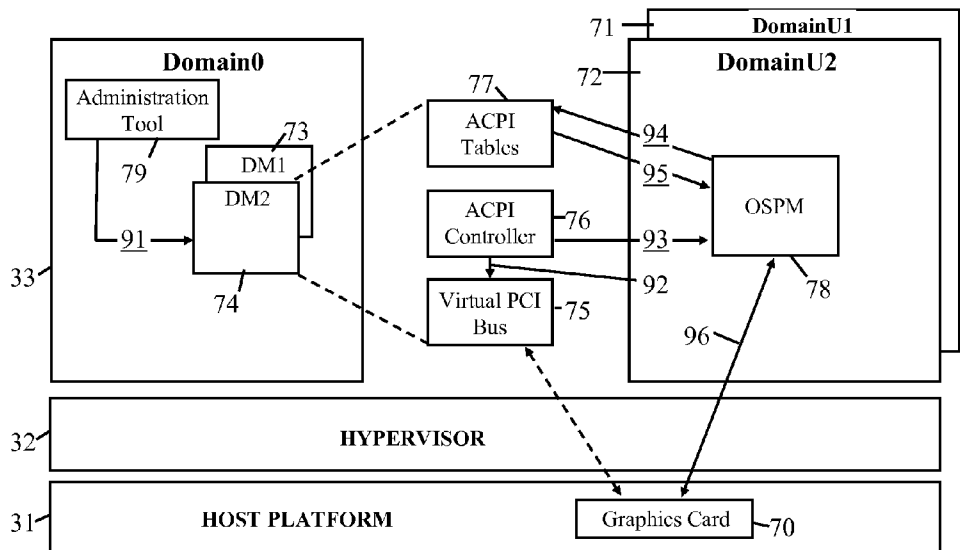 71
DomainU1
Domain0
72
DomainU2
77
Administration
Tool
73
ACPI
Tables
94
79
DM1
95
DM2
OSPM
ACPI
Controller
76
91
93
33
74
92
78
Virtual PCI
Bus
75
96
32
HYPERVISOR
31
HOST PLATFORM
Graphics Card
70